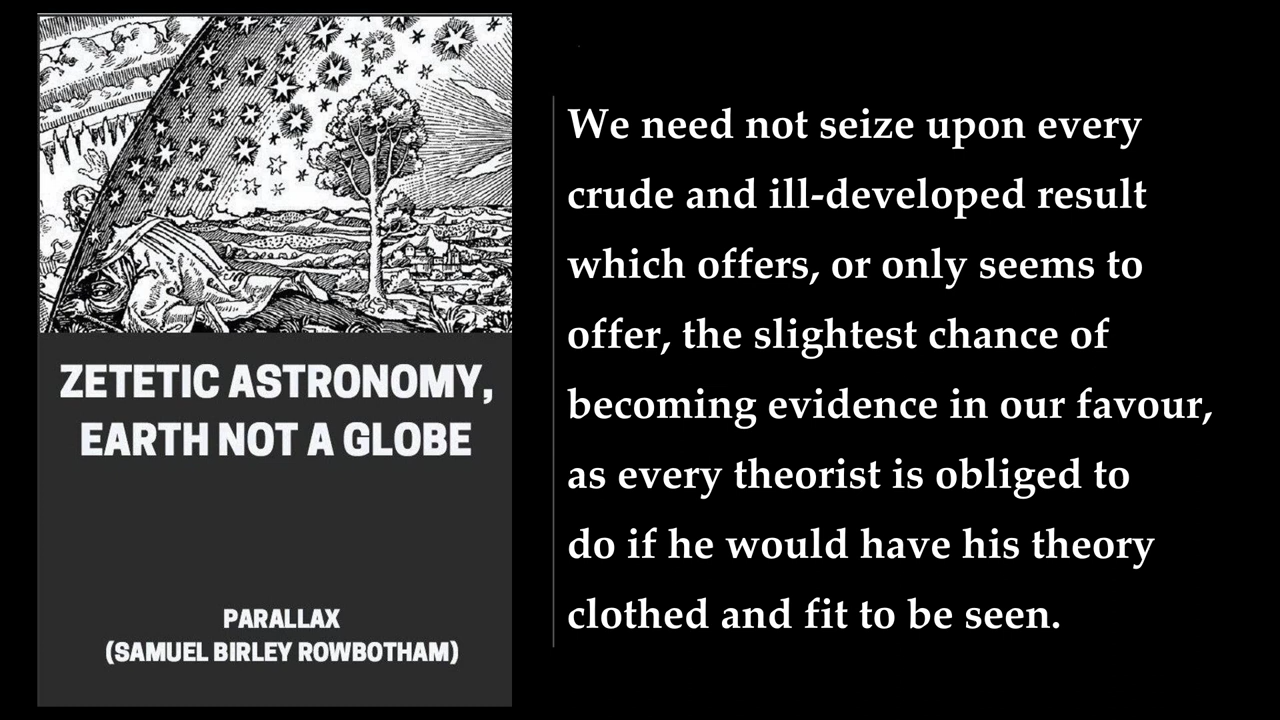 ZETETIC ASTRONOMY,
EARTH NOT A GLOBE
PARALLAX
(SAMUEL BIRLEY ROWBOTHAM)
We need not seize upon every
crude and ill-developed result
which offers, or only seems to
offer, the slightest chance of
becoming evidence in our favour,
as every theorist is obliged to
do if he would have his theory
clothed and fit to be seen.